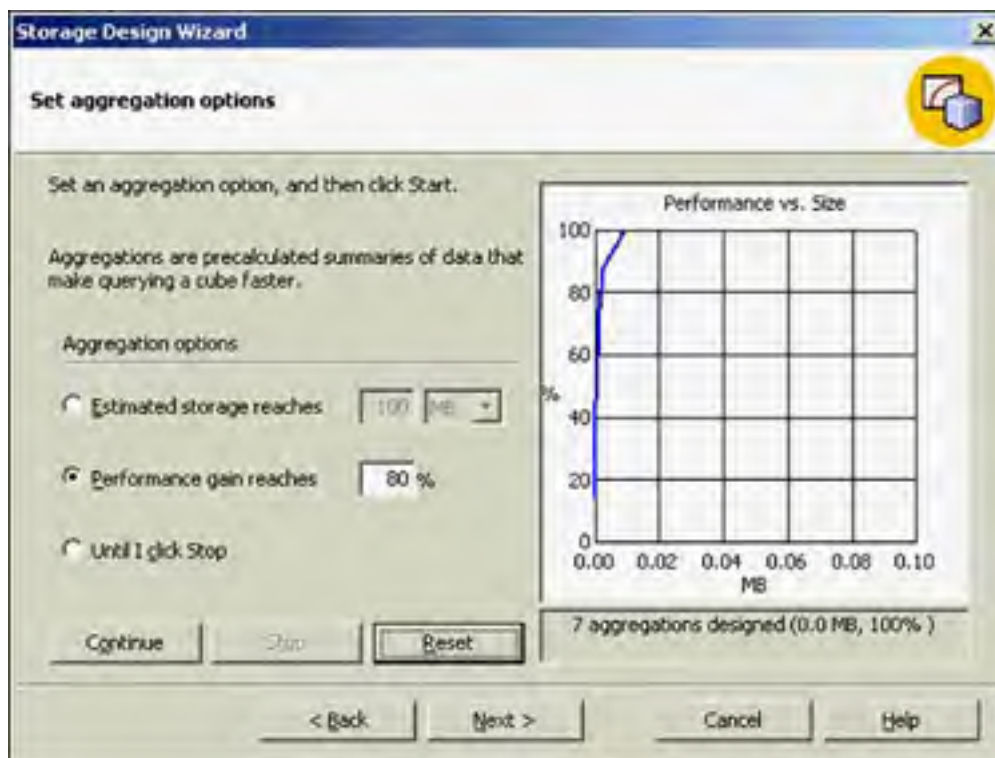 Storage Design Wizard
Set aggregation options
Set an aggregation option, and then click Start.
Aggregations are precalculated summaries of data that
make querying a cube faster.
Aggregation options
Estimated storage reaches 100 MB
Performance gain reaches 80 %
Until I click Stop
Continue Stop Reset
Performance vs. Size
100
80
60
%
40
20
0
0.00 0.02 0.04 0.06 0.08 0.10
MB
7 aggregations designed (0.0 MB, 100% )
< Back Next > Cancel Help